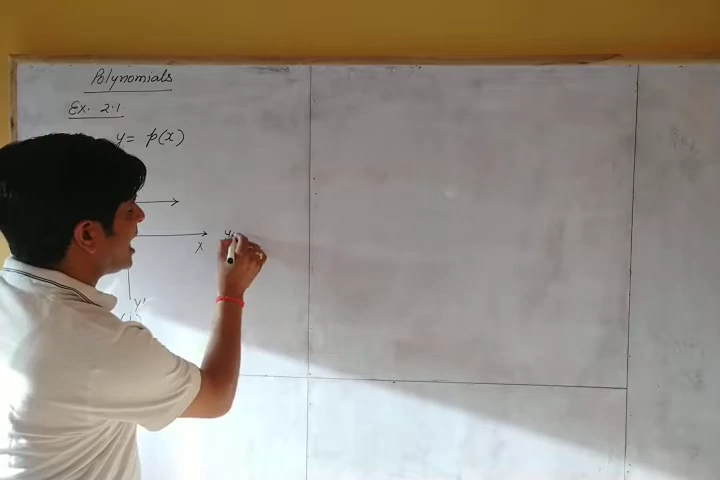 Polynomials
Ex. 2.1
y = p(x)
X
Y'
(i)